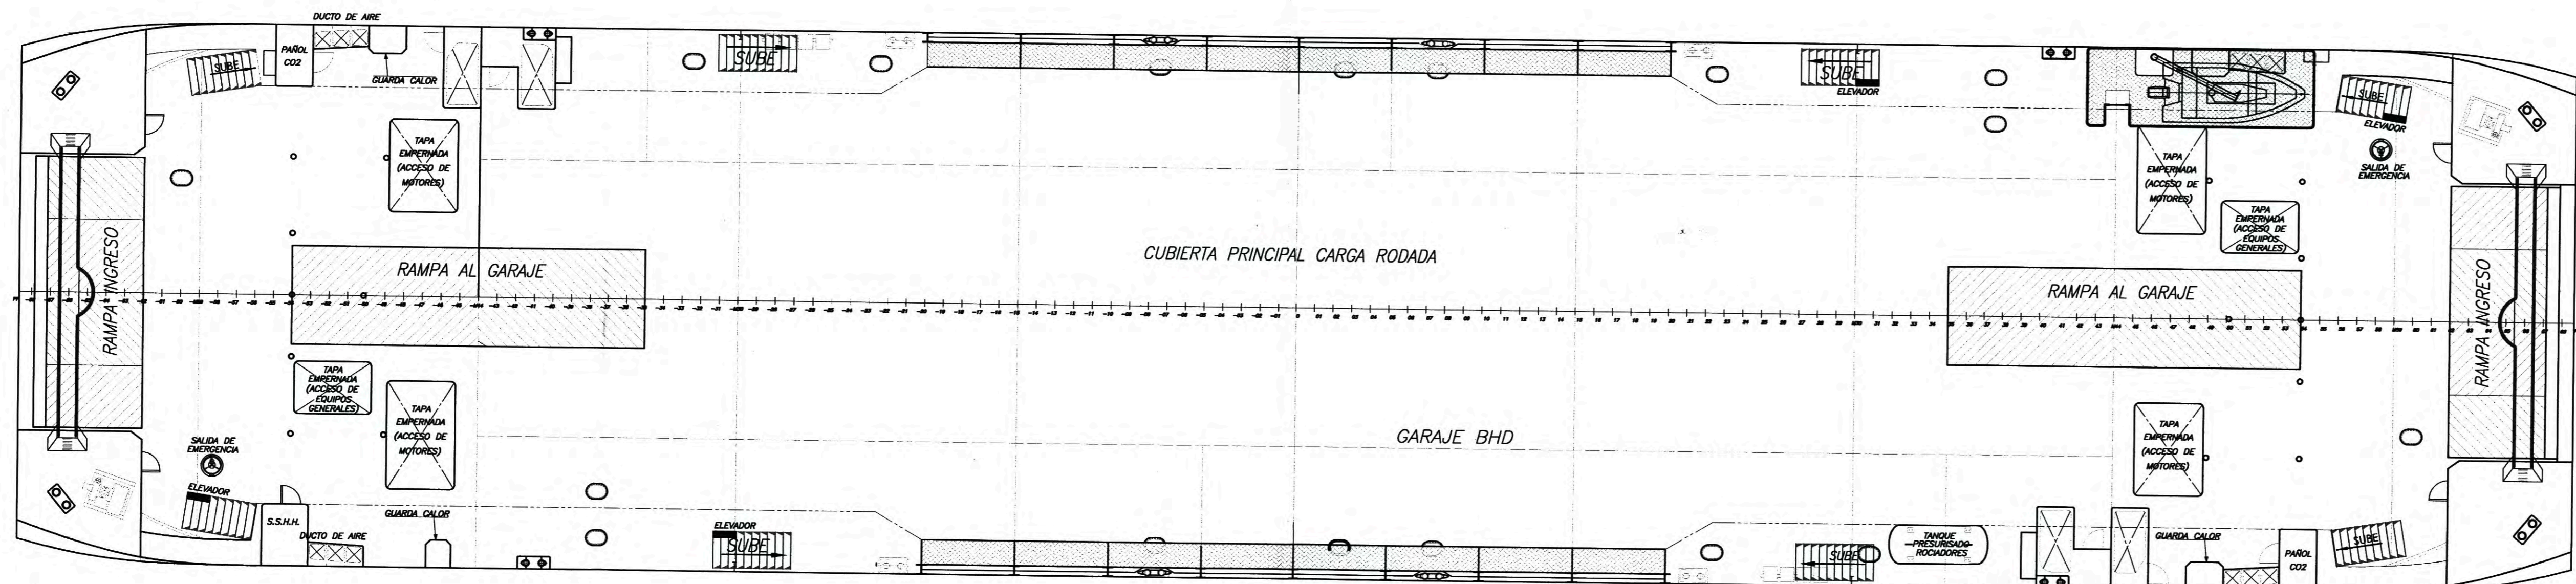 DUCTO DE AIRE
PAÑOL
CO2
SUBE
GUARDA CALOR
SUBE
SUBE
ELEVADOR
SUBE
ELEVADOR
SALIDA DE
EMERGENCIA
TAPA
EMPERNADA
(ACCESO DE
MOTORES)
TAPA
EMPERNADA
(ACCESO DE
MOTORES)
TAPA
EMPERNADA
(ACCESO DE
EQUIPOS
GENERALES)
RAMPA INGRESO
RAMPA AL GARAJE
CUBIERTA PRINCIPAL CARGA RODADA
RAMPA AL GARAJE
RAMPA INGRESO
TAPA
EMPERNADA
(ACCESO DE
EQUIPOS
GENERALES)
TAPA
EMPERNADA
(ACCESO DE
MOTORES)
GARAJE BHD
TAPA
EMPERNADA
(ACCESO DE
MOTORES)
SALIDA DE
EMERGENCIA
ELEVADOR
S.S.H.H.
DUCTO DE AIRE
GUARDA CALOR
ELEVADOR
SUBE
SUBE
TANQUE
PRESURISADO
ROCIADORES
GUARDA CALOR
PAÑOL
CO2
SUBE